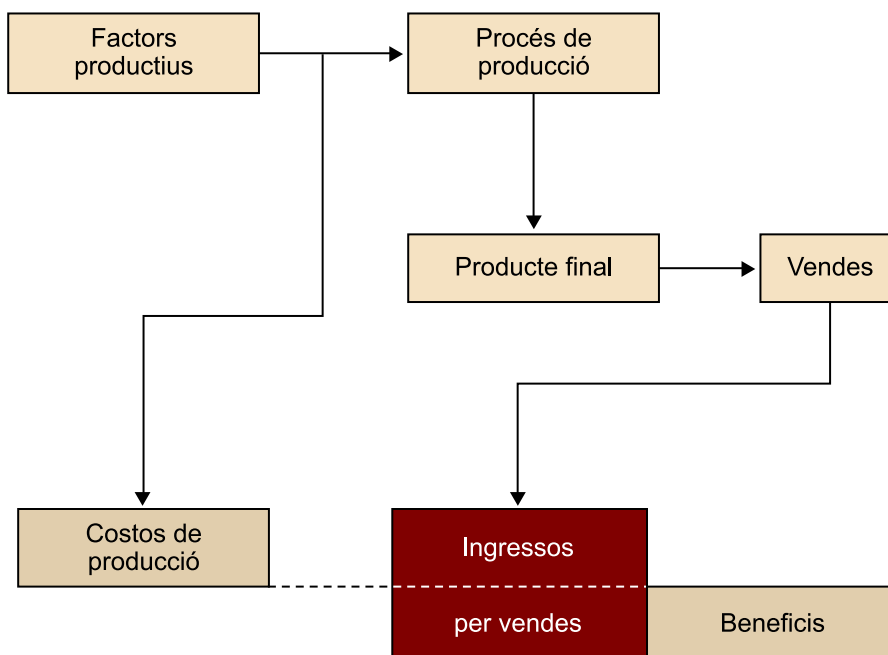 Factors
productius
Procés de
producció
Producte final
Vendes
Costos de
producció
Ingressos
per vendes
Beneficis